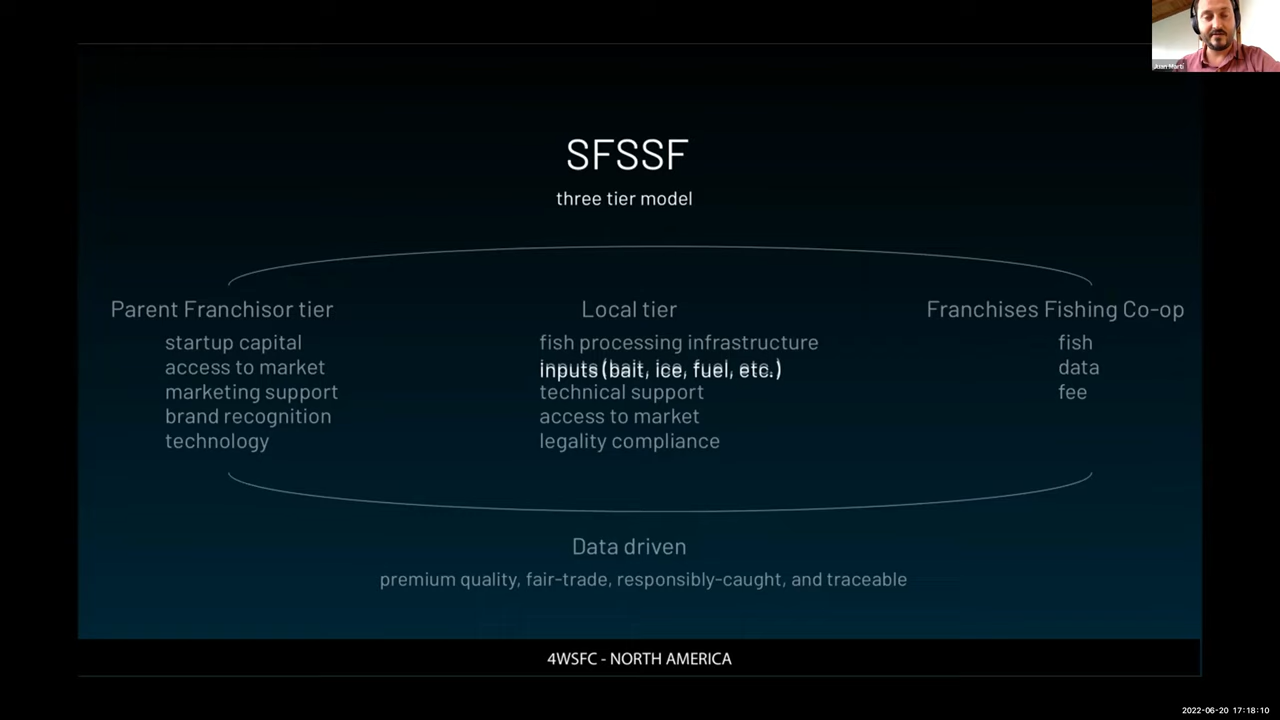 Juan Martí
SFSSF
three tier model
Parent Franchisor tier
startup capital
access to market
marketing support
brand recognition
technology
Local tier
fish processing infrastructure
inputs (bait, ice, fuel, etc.)
technical support
access to market
legality compliance
Franchises Fishing Co-op
fish
data
fee
Data driven
premium quality, fair-trade, responsibly-caught, and traceable
4WSFC - NORTH AMERICA
2022-06-20 17:18:10